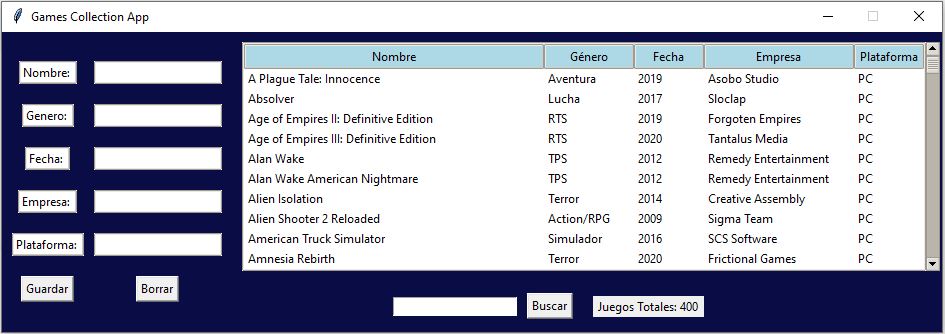 Games Collection App
Nombre:
Genero:
Fecha:
Empresa:
Plataforma:
Guardar Borrar
Nombre Género Fecha Empresa Plataforma
A Plague Tale: Innocence Aventura 2019 Asobo Studio PC
Absolver Lucha 2017 Sloclap PC
Age of Empires II: Definitive Edition RTS 2019 Forgoten Empires PC
Age of Empires III: Definitive Edition RTS 2020 Tantalus Media PC
Alan Wake TPS 2012 Remedy Entertainment PC
Alan Wake American Nightmare TPS 2012 Remedy Entertainment PC
Alien Isolation Terror 2014 Creative Assembly PC
Alien Shooter 2 Reloaded Action/RPG 2009 Sigma Team PC
American Truck Simulator Simulador 2016 SCS Software PC
Amnesia Rebirth Terror 2020 Frictional Games PC
Buscar Juegos Totales: 400